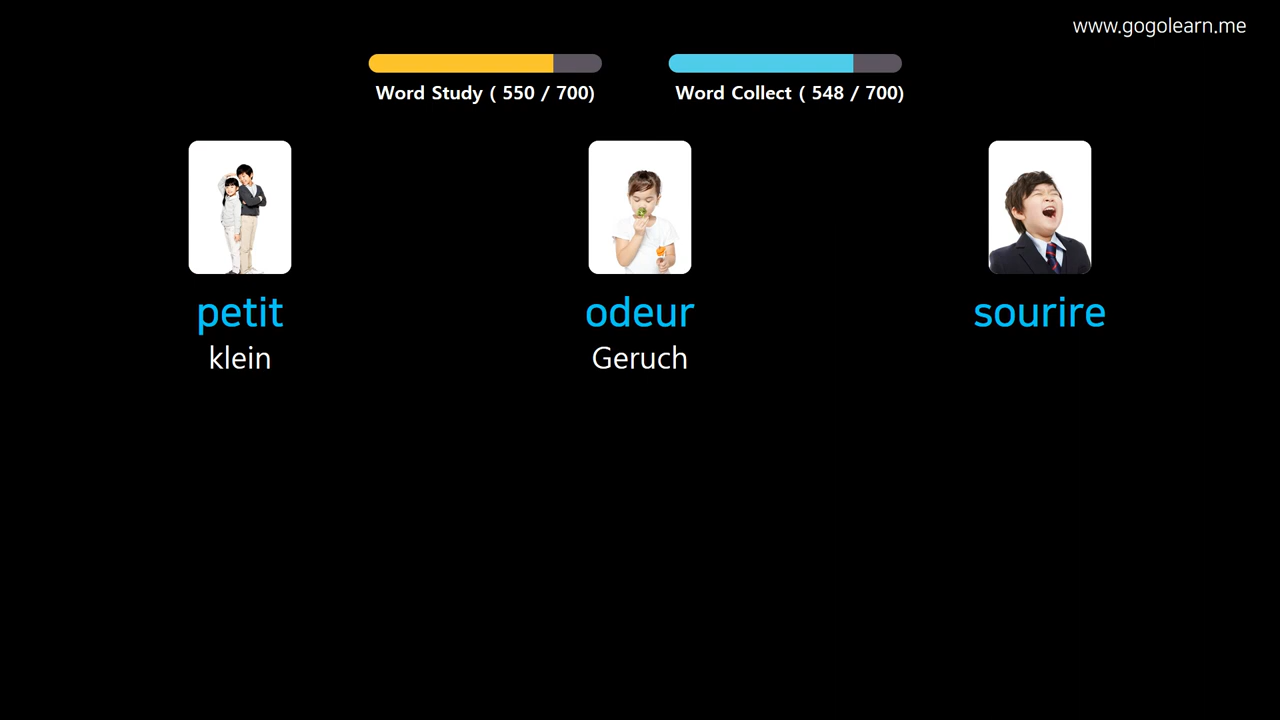 www.gogolearn.me
Word Study ( 550 / 700)
Word Collect ( 548 / 700)
petit
odeur
sourire
klein
Geruch